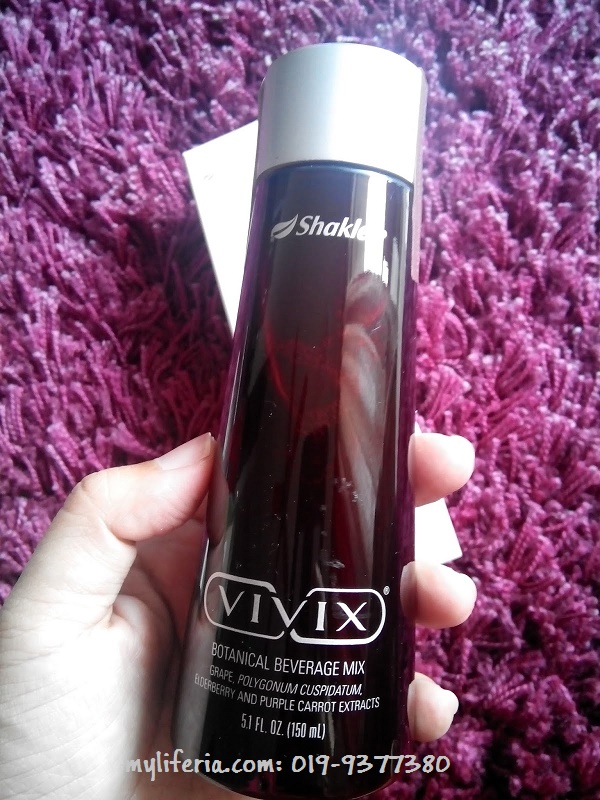 Shaklee
VIVIX®
BOTANICAL BEVERAGE MIX
GRAPE, POLYGONUM CUSPIDATUM,
ELDERBERRY AND PURPLE CARROT EXTRACTS
5.1 FL. OZ. (150 mL)
myliferia.com: 019-9377380